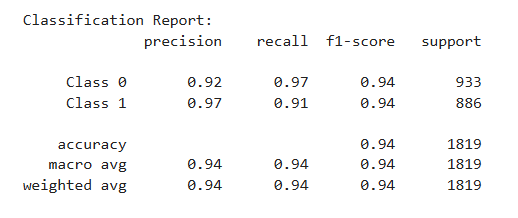 Classification Report:
precision recall f1-score support
Class 0 0.92 0.97 0.94 933
Class 1 0.97 0.91 0.94 886
accuracy 0.94 1819
macro avg 0.94 0.94 0.94 1819
weighted avg 0.94 0.94 0.94 1819